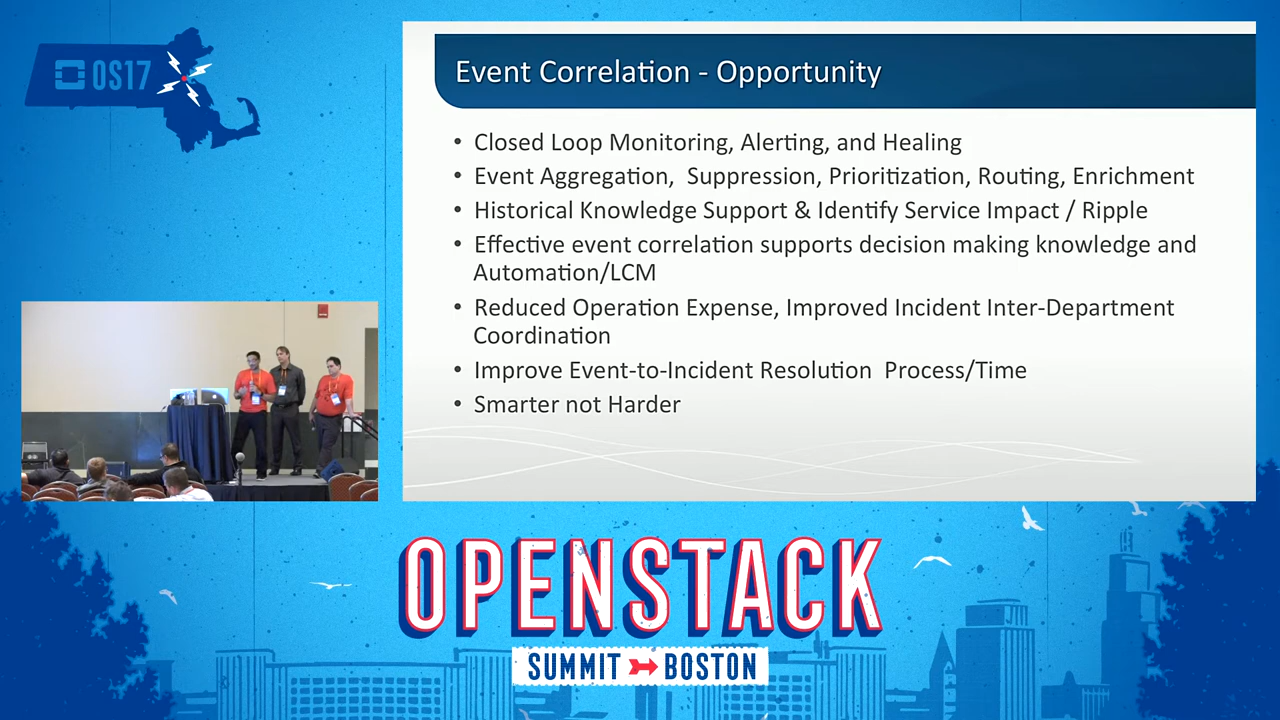 OS17
Event Correlation - Opportunity
• Closed Loop Monitoring, Alerting, and Healing
• Event Aggregation,  Suppression, Prioritization, Routing, Enrichment
• Historical Knowledge Support & Identify Service Impact / Ripple
• Effective event correlation supports decision making knowledge and
Automation/LCM
• Reduced Operation Expense, Improved Incident Inter-Department
Coordination
• Improve Event-to-Incident Resolution  Process/Time
• Smarter not Harder
OPENSTACK
SUMMIT BOSTON